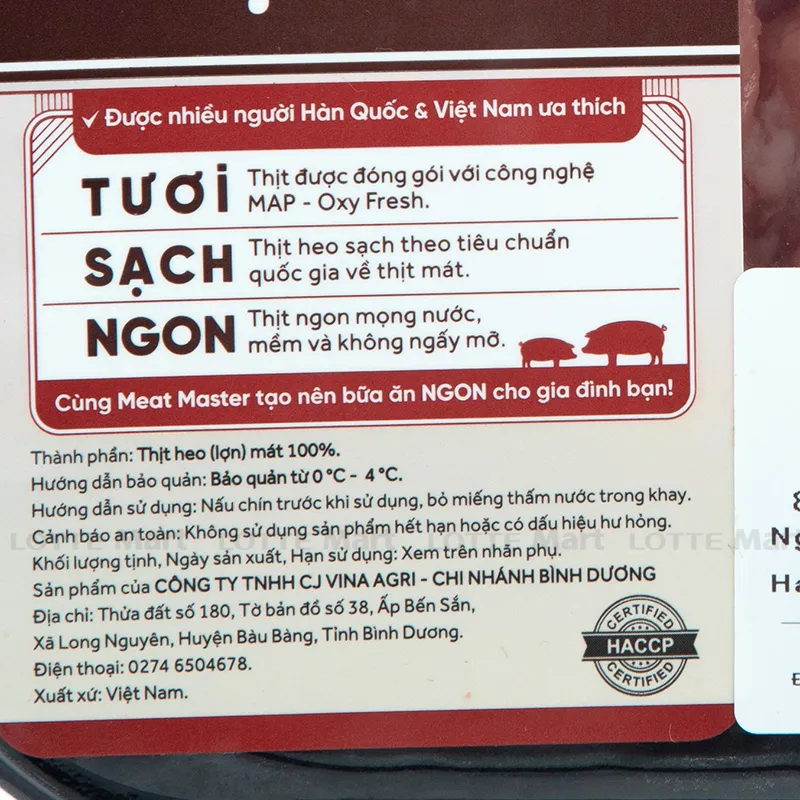 ✓ Được nhiều người Hàn Quốc & Việt Nam ưa thích
TƯƠI
Thịt được đóng gói với công nghệ
MAP - Oxy Fresh.
SẠCH
Thịt heo sạch theo tiêu chuẩn
quốc gia về thịt mát.
NGON
Thịt ngon mọng nước,
mềm và không ngấy mỡ.
Cùng Meat Master tạo nên bữa ăn NGON cho gia đình bạn!
Thành phần: Thịt heo (lợn) mát 100%.
Hướng dẫn bảo quản: Bảo quản từ 0°C - 4°C.
Hướng dẫn sử dụng: Nấu chín trước khi sử dụng, bỏ miếng thấm nước trong khay.
Cảnh báo an toàn: Không sử dụng sản phẩm hết hạn hoặc có dấu hiệu hư hỏng.
LOTTE Mart LOTTE Mart LOTTE Mart LOTTE Mart
Khối lượng tịnh, Ngày sản xuất, Hạn sử dụng: Xem trên nhãn phụ.
Sản phẩm của CÔNG TY TNHH CJ VINA AGRI - CHI NHÁNH BÌNH DƯƠNG
Địa chỉ: Thửa đất số 180, Tờ bản đồ số 38, Ấp Bến Sắn,
Xã Long Nguyên, Huyện Bàu Bàng, Tỉnh Bình Dương.
Điện thoại: 0274 6504678.
Xuất xứ: Việt Nam.
CERTIFIED
HACCP
CERTIFIED
Ng
Ha